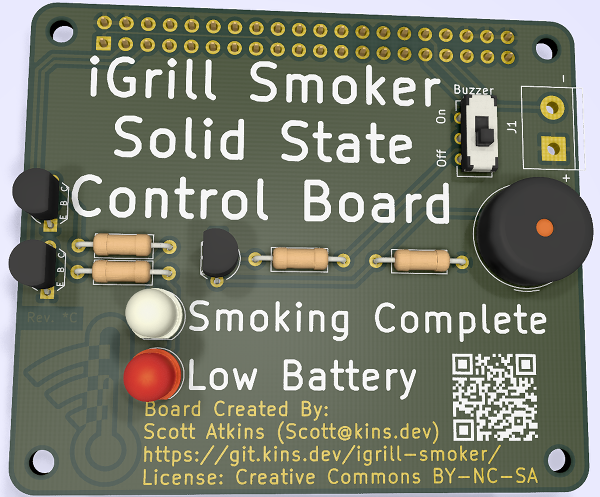 iGrill Smoker
Buzzer
On
Off
J1
-
+
Solid State
Control Board
E B C
E B C
Smoking Complete
Rev. *C
Low Battery
Board Created By:
Scott Atkins (Scott@kins.dev)
https://git.kins.dev/igrill-smoker/
License: Creative Commons BY-NC-SA